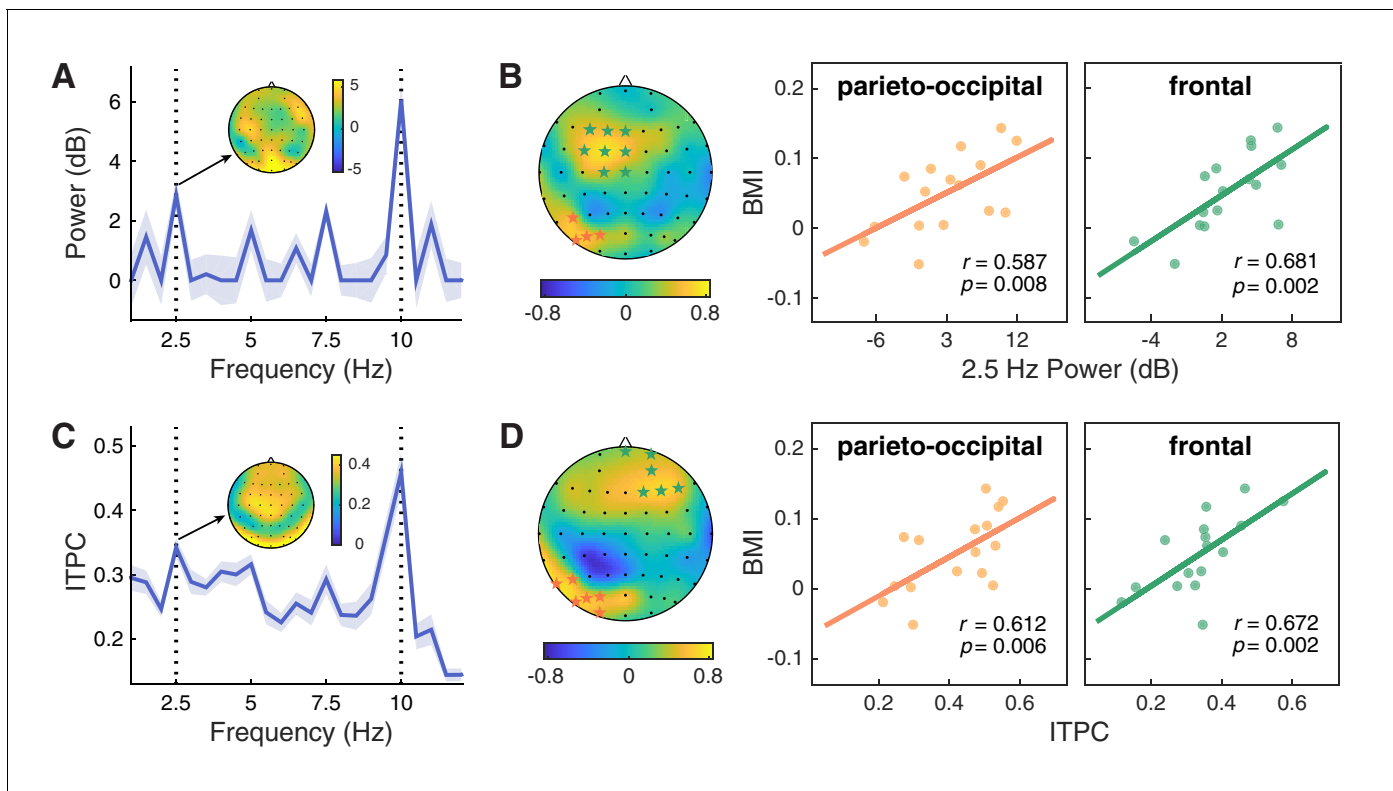 A
6
4
2
0
Power (dB)
5
0
-5
2.5 5 7.5 10
Frequency (Hz)
B
-0.8 0 0.8
BMI
0.2
0.1
0
-0.1
parieto-occipital
r = 0.587
p = 0.008
-6 3 12
frontal
r = 0.681
p = 0.002
-4 2 8
2.5 Hz Power (dB)
C
0.5
0.4
0.3
0.2
ITPC
0.4
0.2
0
2.5 5 7.5 10
Frequency (Hz)
D
-0.8 0 0.8
BMI
0.2
0.1
0
-0.1
parieto-occipital
r = 0.612
p = 0.006
0.2 0.4 0.6
frontal
r = 0.672
p = 0.002
0.2 0.4 0.6
ITPC